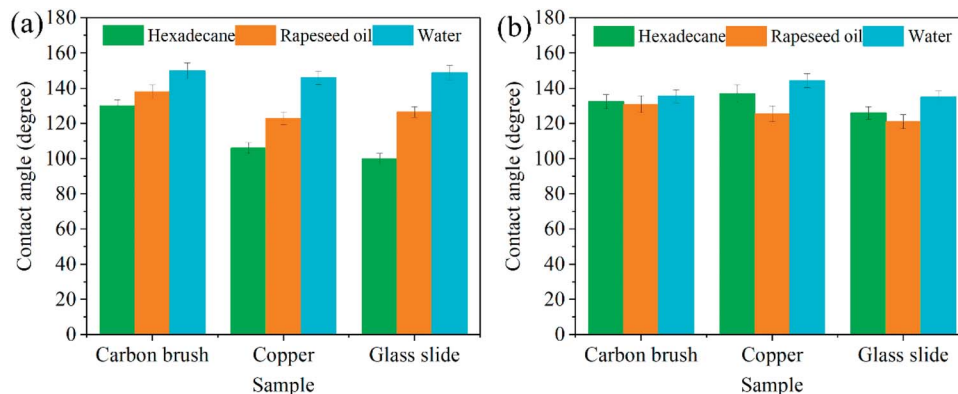 (a)
Hexadecane Rapeseed oil Water
180
160
140
120
100
80
60
40
20
0
Contact angle (degree)
Carbon brush Copper Glass slide
Sample
(b)
Hexadecane Rapeseed oil Water
180
160
140
120
100
80
60
40
20
0
Contact angle (degree)
Carbon brush Copper Glass slide
Sample